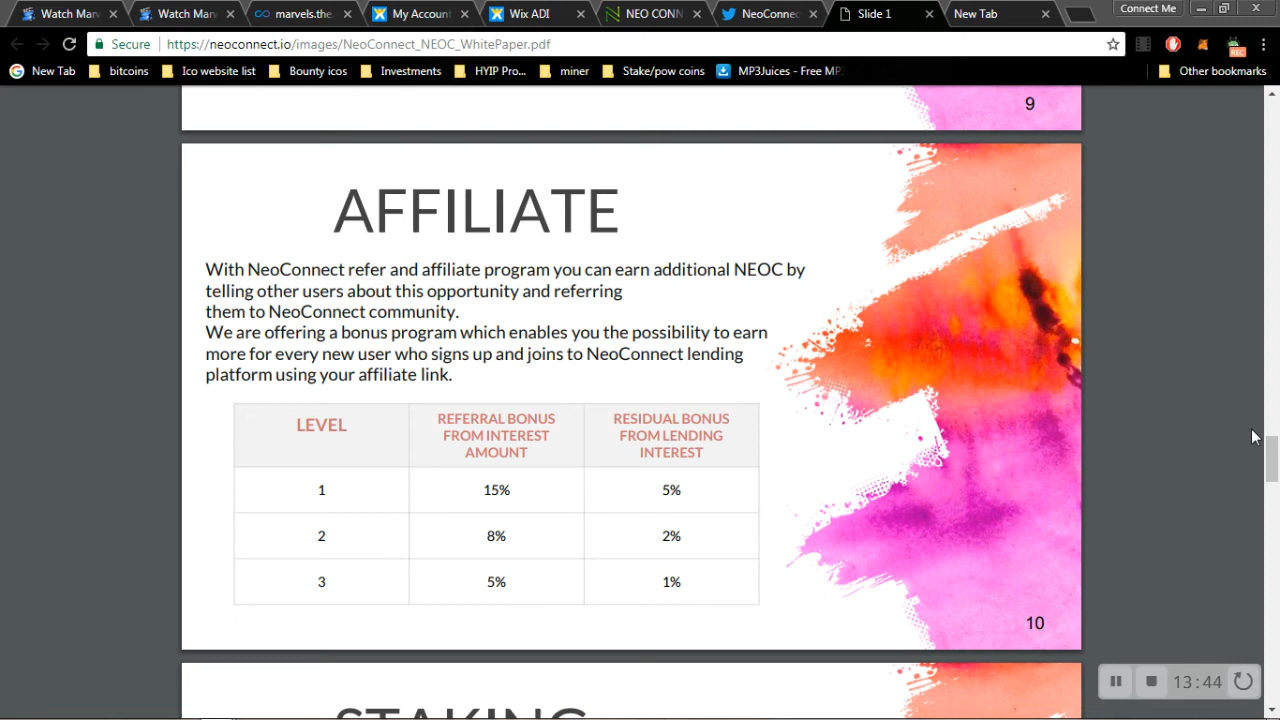 Watch Marv
Watch Marv
marvels.the
My Account
Wix ADI
NEO CONN
NeoConnec
Slide 1
New Tab
Connect Me
Secure
https://neoconnect.io/images/NeoConnect_NEOC_WhitePaper.pdf
REC
New Tab
bitcoins
Ico website list
Bounty icos
Investments
HYIP Pro...
miner
Stake/pow coins
MP3Juices - Free MP
Other bookmarks
9
AFFILIATE
With NeoConnect refer and affiliate program you can earn additional NEOC by
telling other users about this opportunity and referring
them to NeoConnect community.
We are offering a bonus program which enables you the possibility to earn
more for every new user who signs up and joins to NeoConnect lending
platform using your affiliate link.
LEVEL
REFERRAL BONUS
FROM INTEREST
AMOUNT
RESIDUAL BONUS
FROM LENDING
INTEREST
1
15%
5%
2
8%
2%
3
5%
1%
10
STAKING
13:44